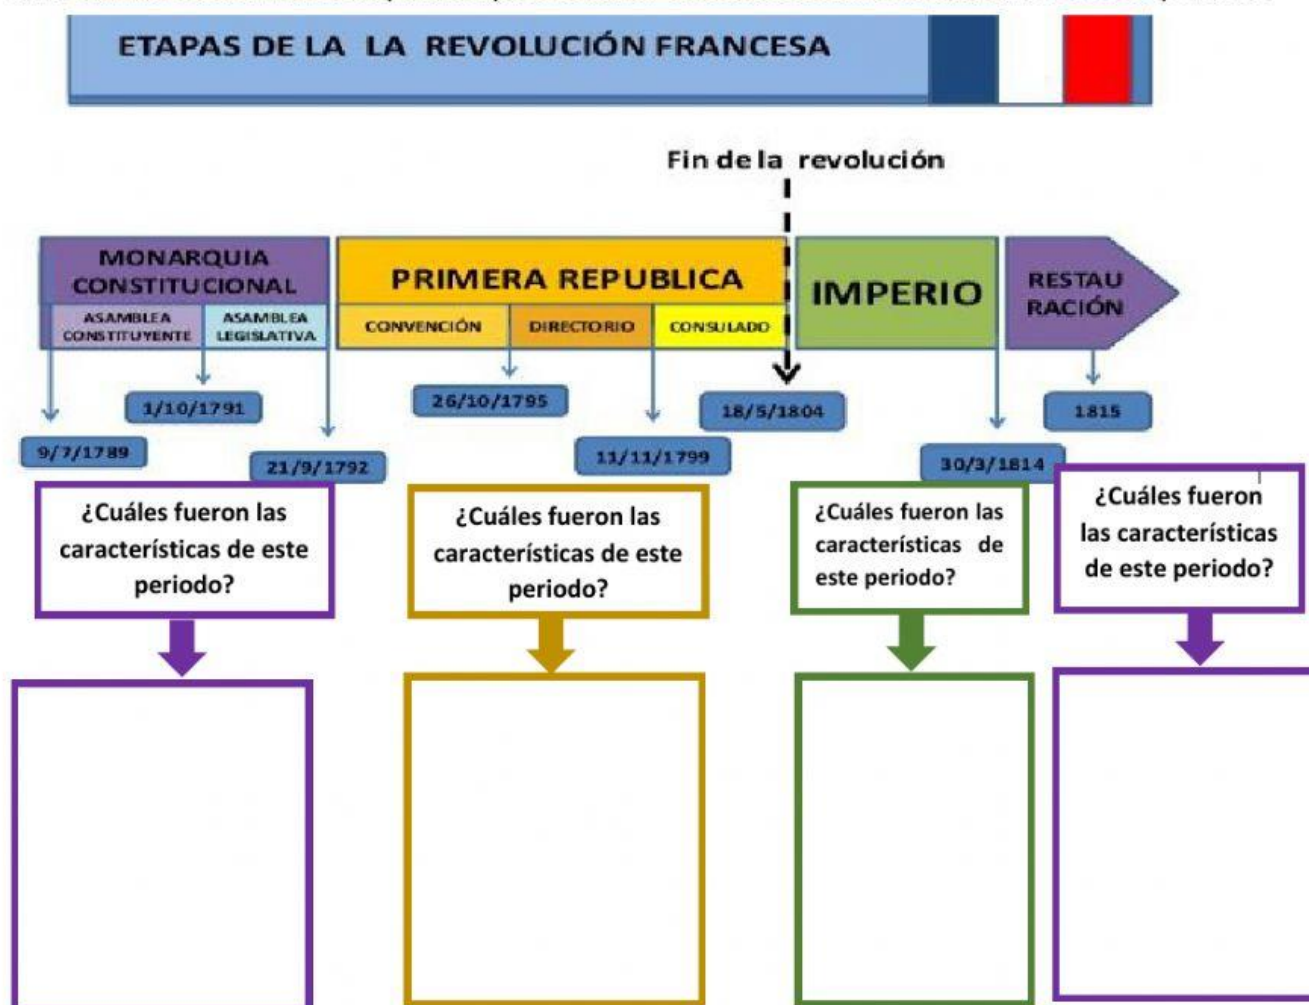 ETAPAS DE LA LA REVOLUCIÓN FRANCESA
Fin de la revolución
MONARQUIA
CONSTITUCIONAL
ASAMBLEA
CONSTITUYENTE
ASAMBLEA
LEGISLATIVA
PRIMERA REPUBLICA
CONVENCIÓN
DIRECTORIO
CONSULADO
IMPERIO
RESTAU
RACIÓN
9/7/1789
1/10/1791
21/9/1792
26/10/1795
11/11/1799
18/5/1804
30/3/1814
1815
¿Cuáles fueron las
características de este
periodo?
¿Cuáles fueron las
características de este
periodo?
¿Cuáles fueron las
características de
este periodo?
¿Cuáles fueron
las características
de este periodo?